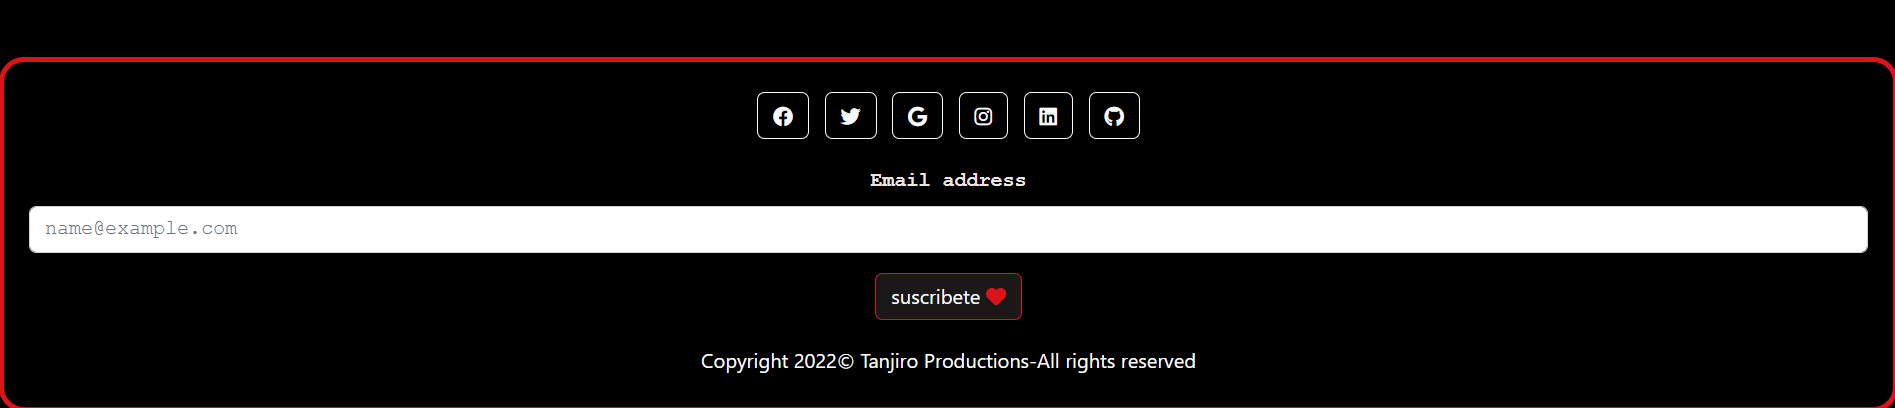 Email address
name@example.com
suscribete
Copyright 2022© Tanjiro Productions-All rights reserved